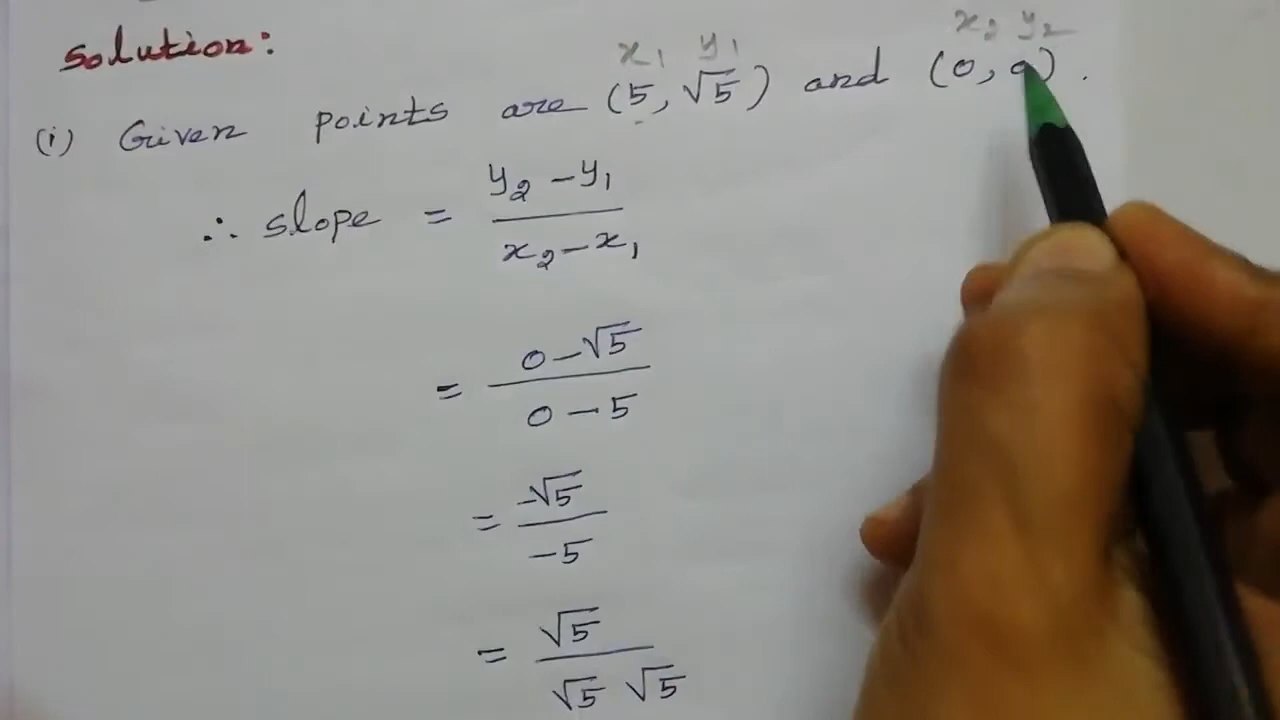 Solution:
x₁ y₁ x₂ y₂
(i) Given points are (5, √5) and (0, 0).
∴ slope = (y₂ - y₁)/(x₂ - x₁)
= (0 - √5)/(0 - 5)
= -√5/-5
= √5/(√5 √5)